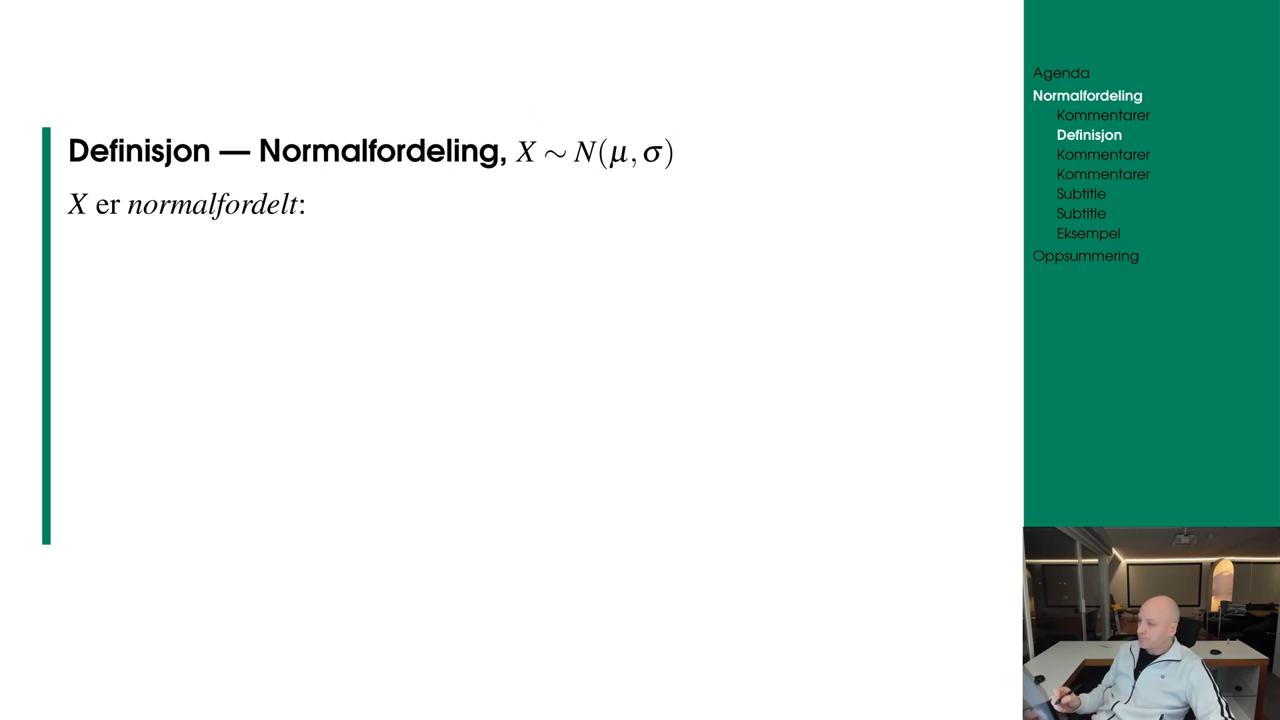 Definisjon — Normalfordeling, X ∼ N(μ, σ)
X er normalfordelt:
Agenda
Normalfordeling
Kommentarer
Definisjon
Kommentarer
Kommentarer
Subtitle
Subtitle
Eksempel
Oppsummering